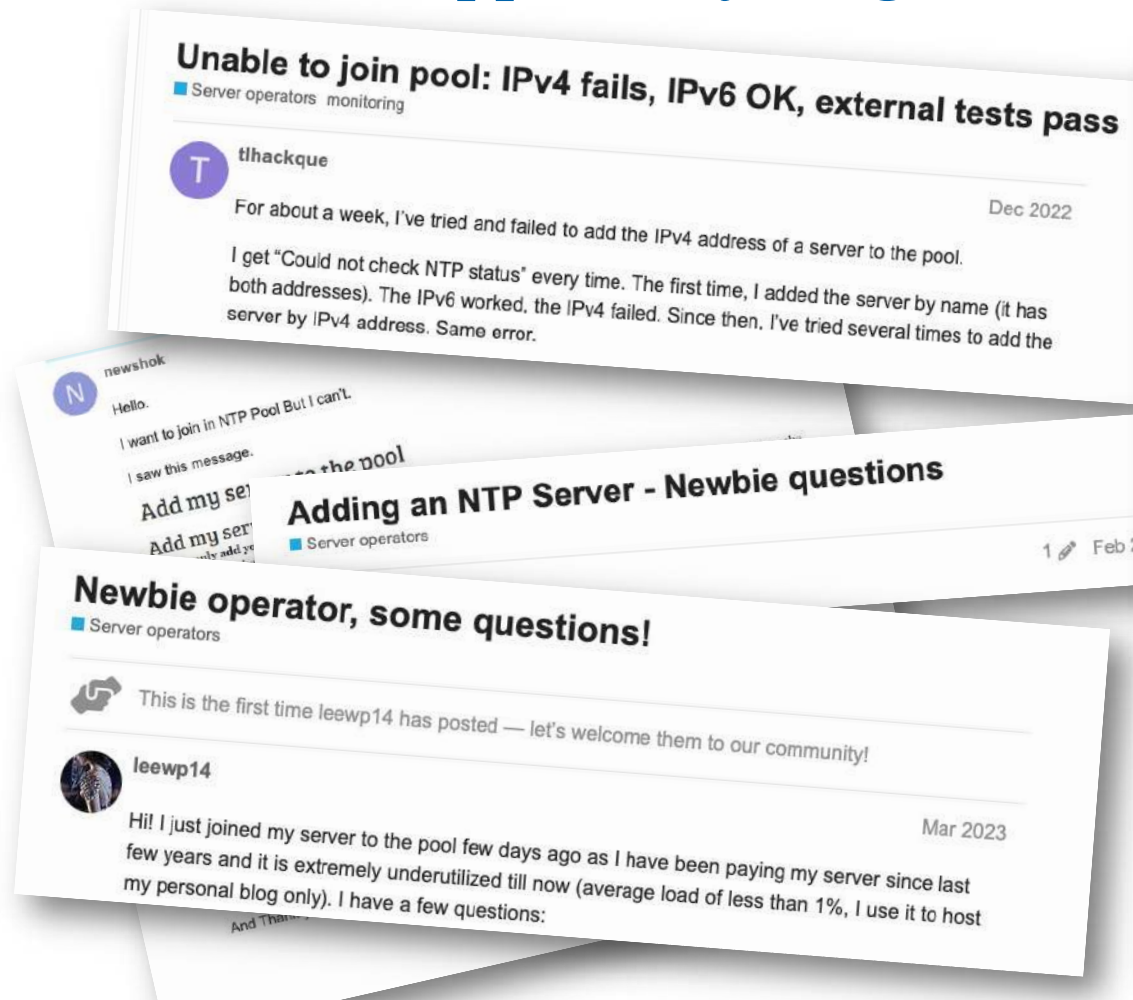 Unable to join pool: IPv4 fails, IPv6 OK, external tests pass
Server operators monitoring
T
tlhackque
Dec 2022
For about a week, I've tried and failed to add the IPv4 address of a server to the pool.
I get “Could not check NTP status” every time. The first time, I added the server by name (it has
both addresses). The IPv6 worked, the IPv4 failed. Since then, I've tried several times to add the
server by IPv4 address. Same error.
N
newshok
Hello.
I want to join in NTP Pool But I can't.
I saw this message.
Add my to the pool
Add my
Adding an NTP Server - Newbie questions
Server operators
1 Feb
Newbie operator, some questions!
Server operators
This is the first time leewp14 has posted — let's welcome them to our community!
leewp14
Mar 2023
Hi! I just joined my server to the pool few days ago as I have been paying my server since last
few years and it is extremely underutilized till now (average load of less than 1%, I use it to host
my personal blog only). I have a few questions:
And